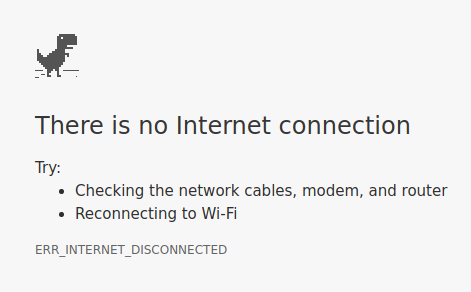 There is no Internet connection
Try:
• Checking the network cables, modem, and router
• Reconnecting to Wi-Fi
ERR_INTERNET_DISCONNECTED